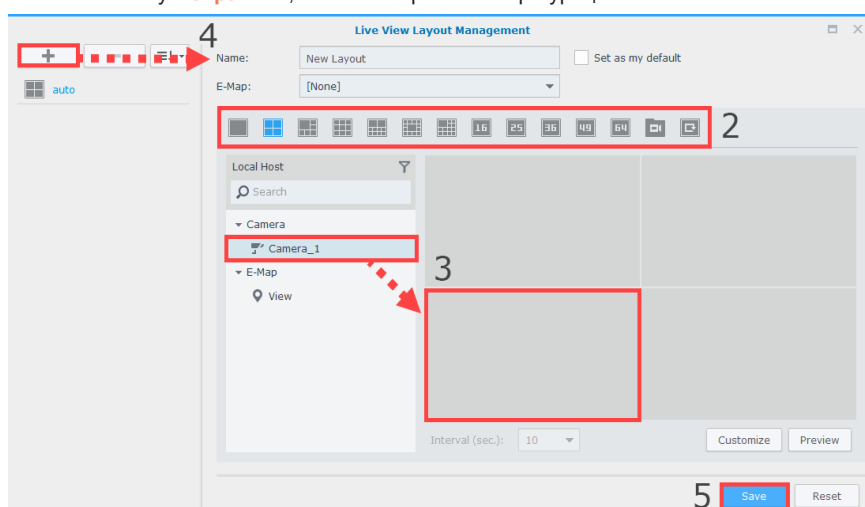 4
Live View Layout Management
Name:
New Layout
Set as my default
auto
E-Map:
[None]
16
25
36
49
64
2
Local Host
Search
Camera
Camera_1
3
E-Map
View
Interval (sec.):
10
Customize
Preview
5
Save
Reset